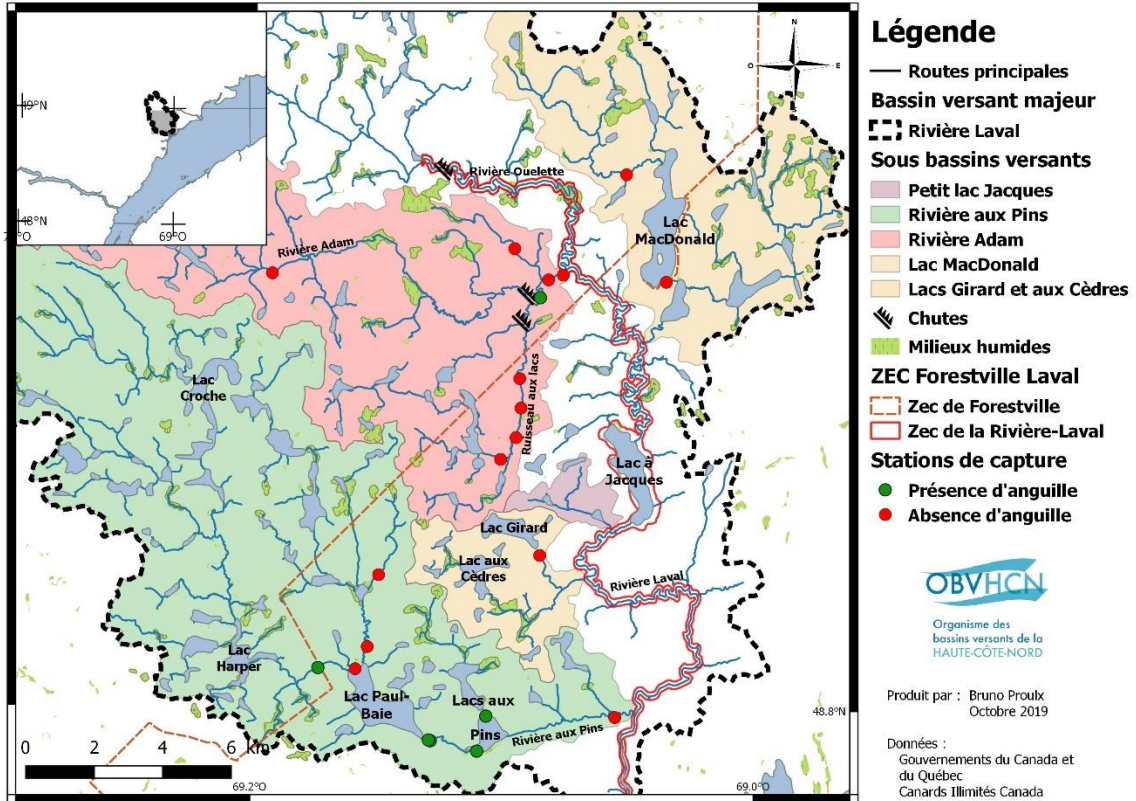 N
O
E
S
49°N
48°N
70°O
69°O
Rivière Ouelette
Lac
MacDonald
Rivière Adam
Lac
Croche
Ruisseau aux lacs
Lac à
Jacques
Lac Girard
Lac aux
Cèdres
Rivière Laval
Lac
Harper
Lac Paul-
Baie
Lacs aux
Pins
Rivière aux Pins
48.8°N
0 2 4 6 km
69.2°O
69.0°O
Légende
Routes principales
Bassin versant majeur
Rivière Laval
Sous bassins versants
Petit lac Jacques
Rivière aux Pins
Rivière Adam
Lac MacDonald
Lacs Girard et aux Cèdres
Chutes
Milieux humides
ZEC Forestville Laval
Zec de Forestville
Zec de la Rivière-Laval
Stations de capture
Présence d'anguille
Absence d'anguille
OBVHCN
Organisme des
bassins versants de la
HAUTE-CÔTE-NORD
Produit par : Bruno Proulx
Octobre 2019
Données :
Gouvernements du Canada et
du Québec
Canards Illimités Canada